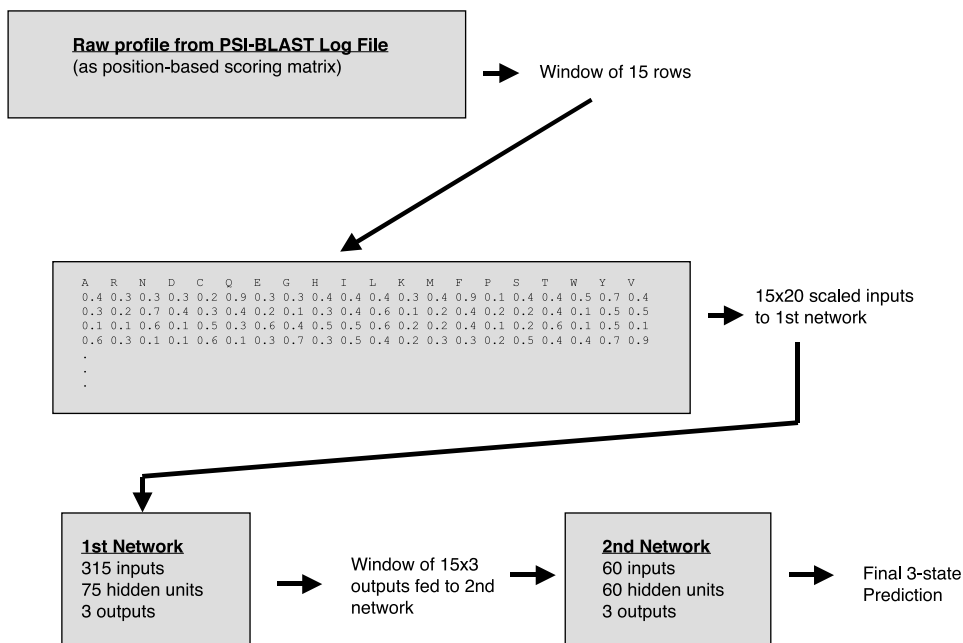 Raw profile from PSI-BLAST Log File
(as position-based scoring matrix)
Window of 15 rows
A R N D C Q E G H I L K M F P S T W Y V
0.4 0.3 0.3 0.3 0.2 0.9 0.3 0.3 0.4 0.4 0.4 0.3 0.4 0.9 0.1 0.4 0.4 0.5 0.7 0.4
0.3 0.2 0.7 0.4 0.3 0.4 0.2 0.1 0.3 0.4 0.6 0.1 0.2 0.4 0.2 0.2 0.4 0.1 0.5 0.5
0.1 0.1 0.6 0.1 0.5 0.3 0.6 0.4 0.5 0.5 0.6 0.2 0.2 0.4 0.1 0.2 0.6 0.1 0.5 0.1
0.6 0.3 0.1 0.1 0.6 0.1 0.3 0.7 0.3 0.5 0.4 0.2 0.3 0.3 0.2 0.5 0.4 0.4 0.7 0.9
.
.
.
15x20 scaled inputs
to 1st network
1st Network
315 inputs
75 hidden units
3 outputs
Window of 15x3
outputs fed to 2nd
network
2nd Network
60 inputs
60 hidden units
3 outputs
Final 3-state
Prediction